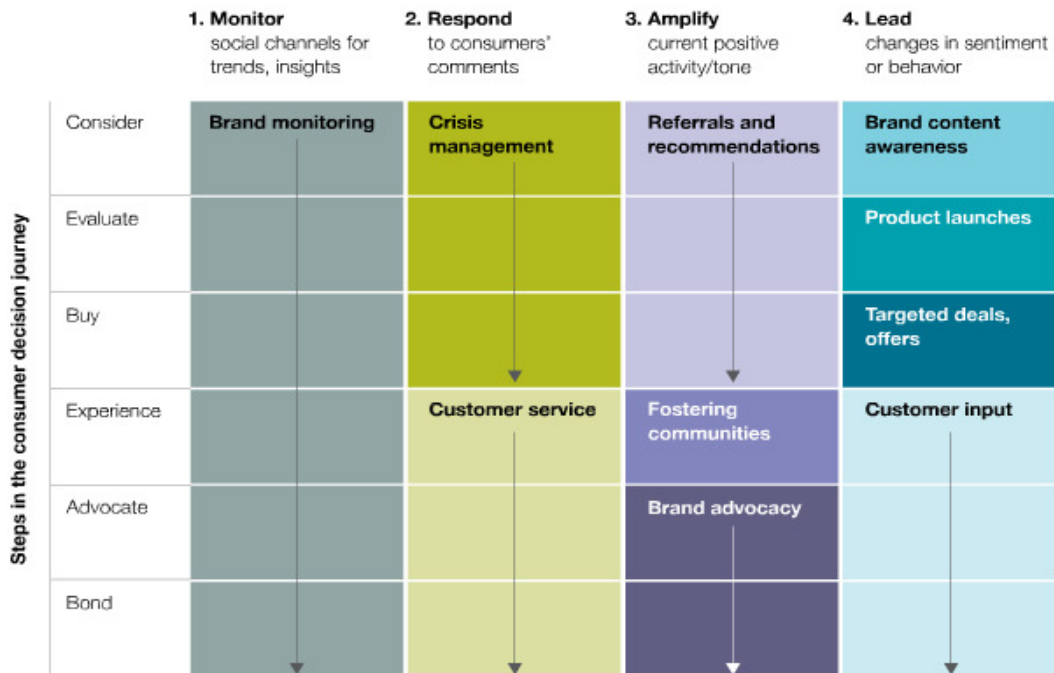 1. Monitor
social channels for
trends, insights
2. Respond
to consumers'
comments
3. Amplify
current positive
activity/tone
4. Lead
changes in sentiment
or behavior
Steps in the consumer decision journey
Consider
Brand monitoring
Crisis
management
Referrals and
recommendations
Brand content
awareness
Evaluate
Product launches
Buy
Targeted deals,
offers
Experience
Customer service
Fostering
communities
Customer input
Advocate
Brand advocacy
Bond